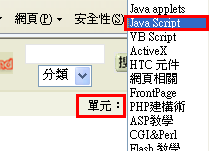 網頁(P) ▾ 安全性(S)
分類
搜
單元：
Java applets
Java Script
VB Script
ActiveX
HTC 元件
網頁相關
FrontPage
PHP建構術
ASP教學
CGI&Perl
Flash 教學